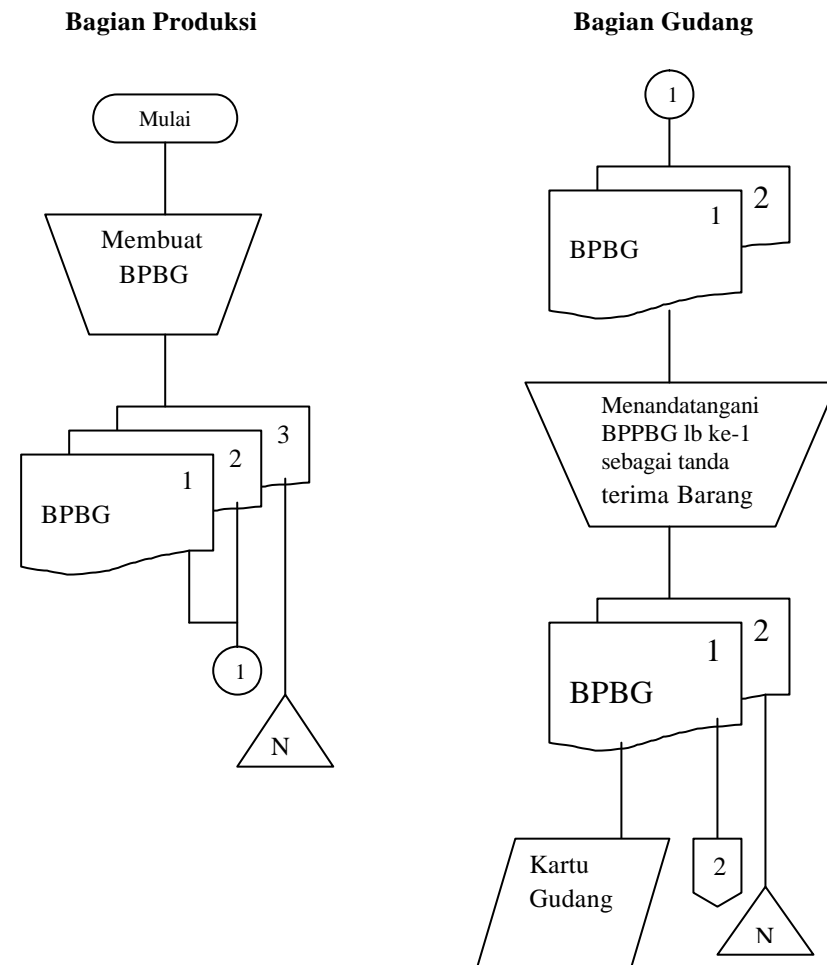 Bagian Produksi
Mulai
Membuat
BPBG
3
2
1
BPBG
1
N
Bagian Gudang
1
2
1
BPBG
Menandatangani
BPPBG lb ke-1
sebagai tanda
terima Barang
2
1
BPBG
Kartu
Gudang
2
N